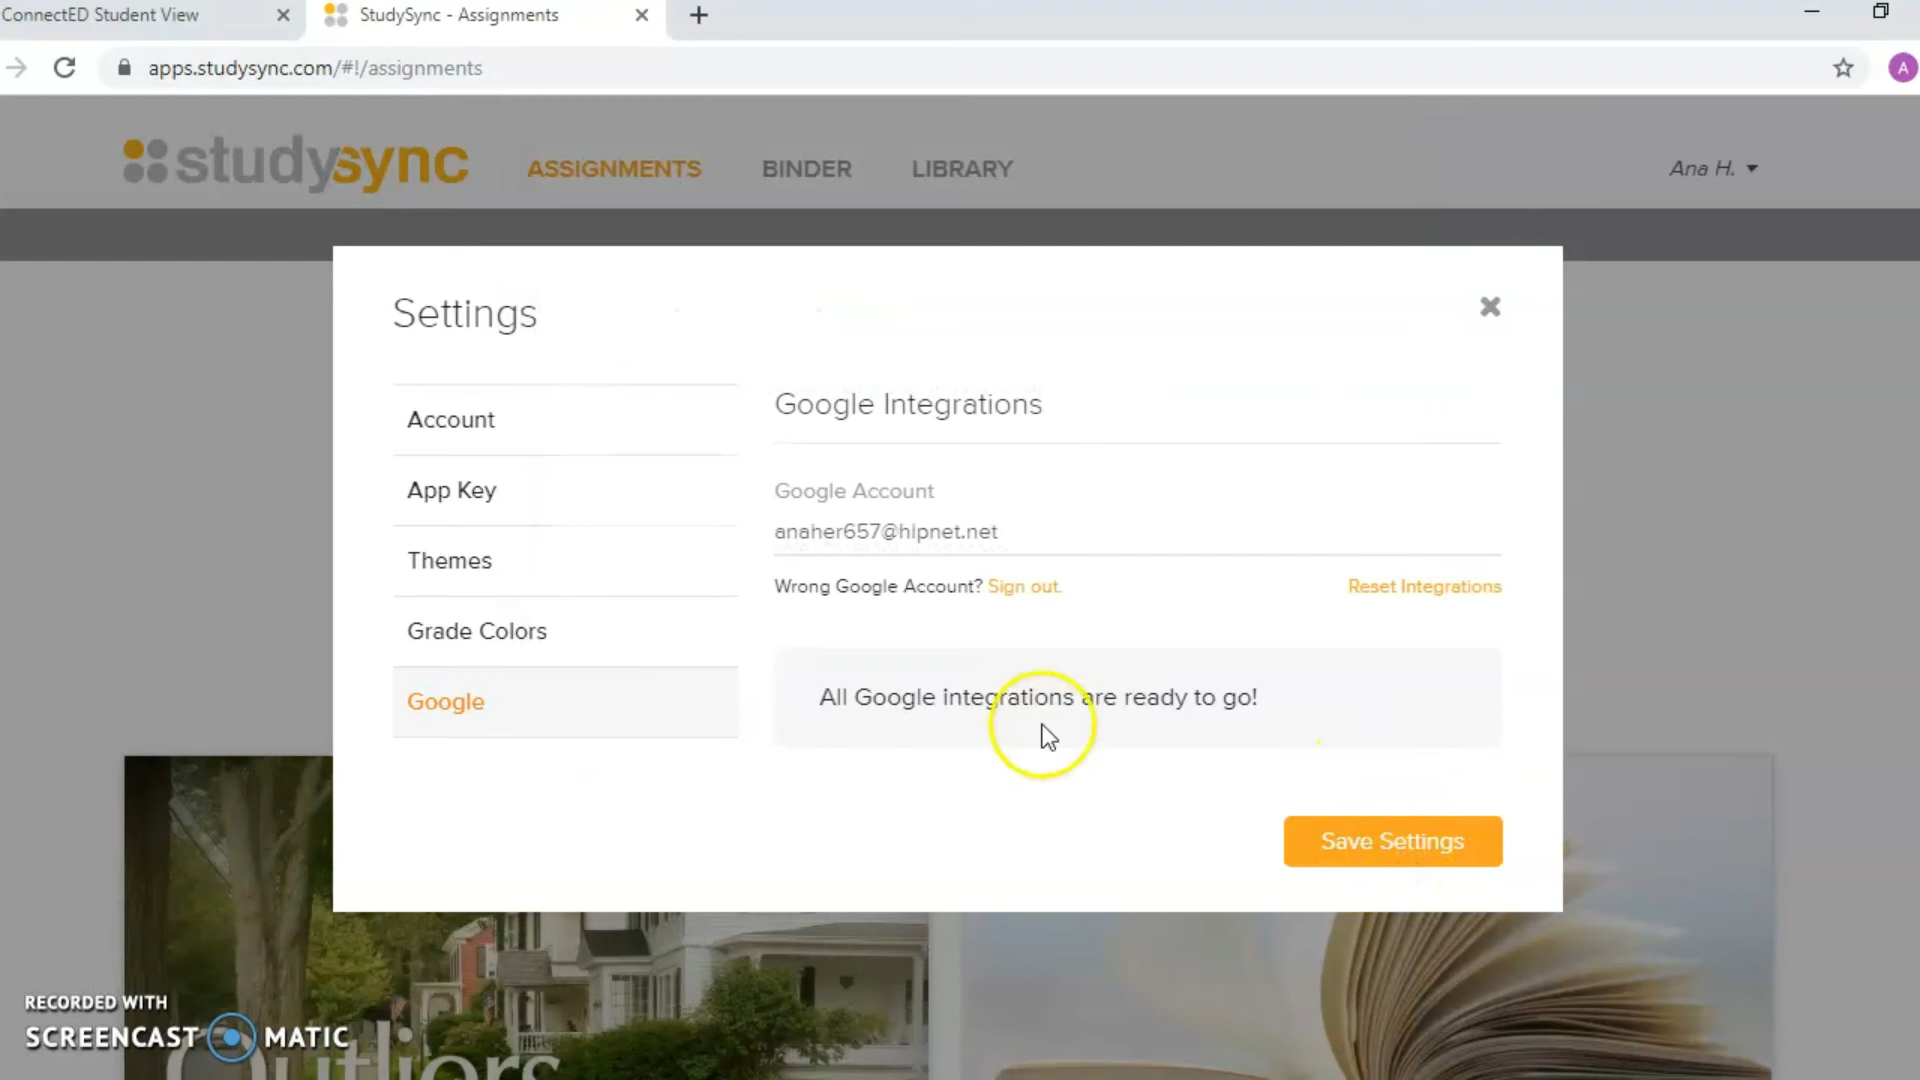 ConnectED Student View
StudySync - Assignments
apps.studysync.com/#!/assignments
A
studysync
ASSIGNMENTS
BINDER
LIBRARY
Ana H.
Settings
Account
App Key
Themes
Grade Colors
Google
Google Integrations
Google Account
anaher657@hlpnet.net
Wrong Google Account? Sign out.
Reset Integrations
All Google integrations are ready to go!
Save Settings
RECORDED WITH
SCREENCAST MATIC
Outliers